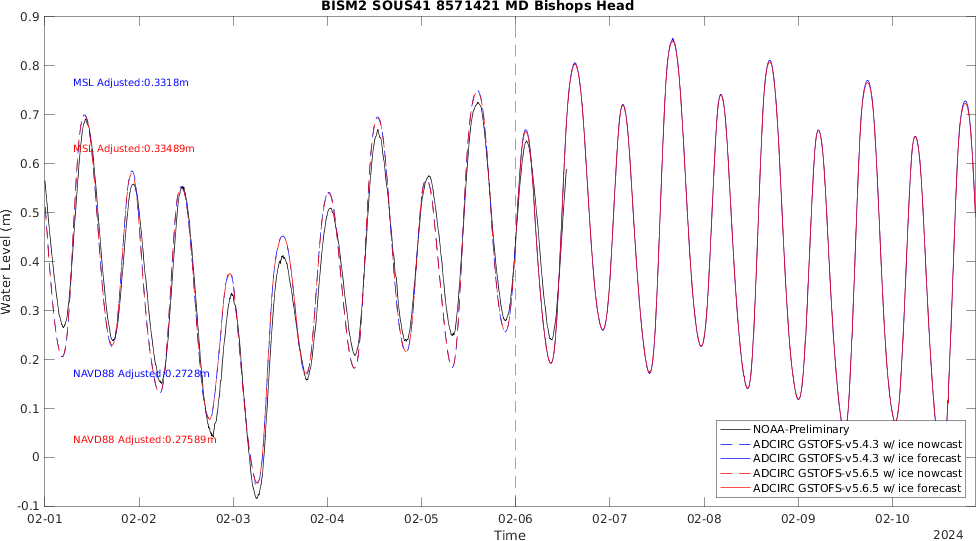 BISM2 SOUS41 8571421 MD Bishops Head
0.9
0.8
0.7
0.6
0.5
0.4
0.3
0.2
0.1
0
-0.1
Water Level (m)
MSL Adjusted:0.3318m
MSL Adjusted:0.33489m
NAVD88 Adjusted:0.2728m
NAVD88 Adjusted:0.27589m
NOAA-Preliminary
ADCIRC GSTOFS-v5.4.3 w/ ice nowcast
ADCIRC GSTOFS-v5.4.3 w/ ice forecast
ADCIRC GSTOFS-v5.6.5 w/ ice nowcast
ADCIRC GSTOFS-v5.6.5 w/ ice forecast
02-01 02-02 02-03 02-04 02-05 02-06 02-07 02-08 02-09 02-10
Time
2024